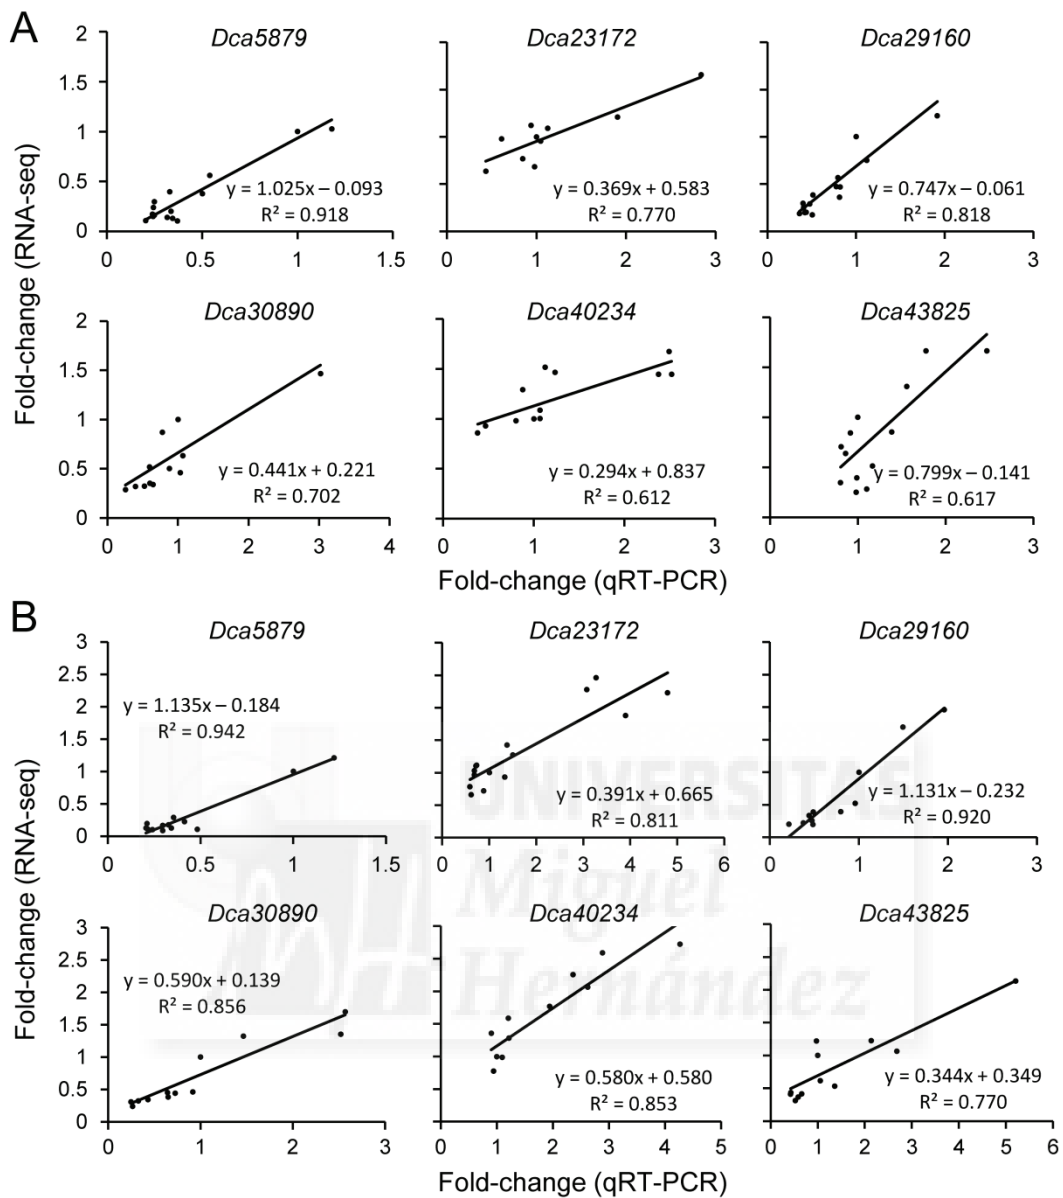 A
Dca5879 Dca23172 Dca29160
2
1.5
1
0.5
0
y = 1.025x – 0.093
R² = 0.918
y = 0.369x + 0.583
R² = 0.770
y = 0.747x – 0.061
R² = 0.818
0 0.5 1 1.5
0 1 2 3
0 1 2 3
Fold-change (RNA-seq)
Dca30890 Dca40234 Dca43825
2
1.5
1
0.5
0
y = 0.441x + 0.221
R² = 0.702
y = 0.294x + 0.837
R² = 0.612
y = 0.799x – 0.141
R² = 0.617
0 1 2 3 4
0 1 2 3
0 1 2 3
Fold-change (qRT-PCR)
B
Dca5879 Dca23172 Dca29160
3
2.5
2
1.5
1
0.5
0
y = 1.135x – 0.184
R² = 0.942
y = 0.391x + 0.665
R² = 0.811
y = 1.131x – 0.232
R² = 0.920
0 0.5 1 1.5
0 1 2 3 4 5 6
0 1 2 3
Fold-change (RNA-seq)
UNIVERSITAS
Miguel
Hernández
Dca30890 Dca40234 Dca43825
3
2.5
2
1.5
1
0.5
0
y = 0.590x + 0.139
R² = 0.856
y = 0.580x + 0.580
R² = 0.853
y = 0.344x + 0.349
R² = 0.770
0 1 2 3
0 1 2 3 4 5
0 1 2 3 4 5 6
Fold-change (qRT-PCR)